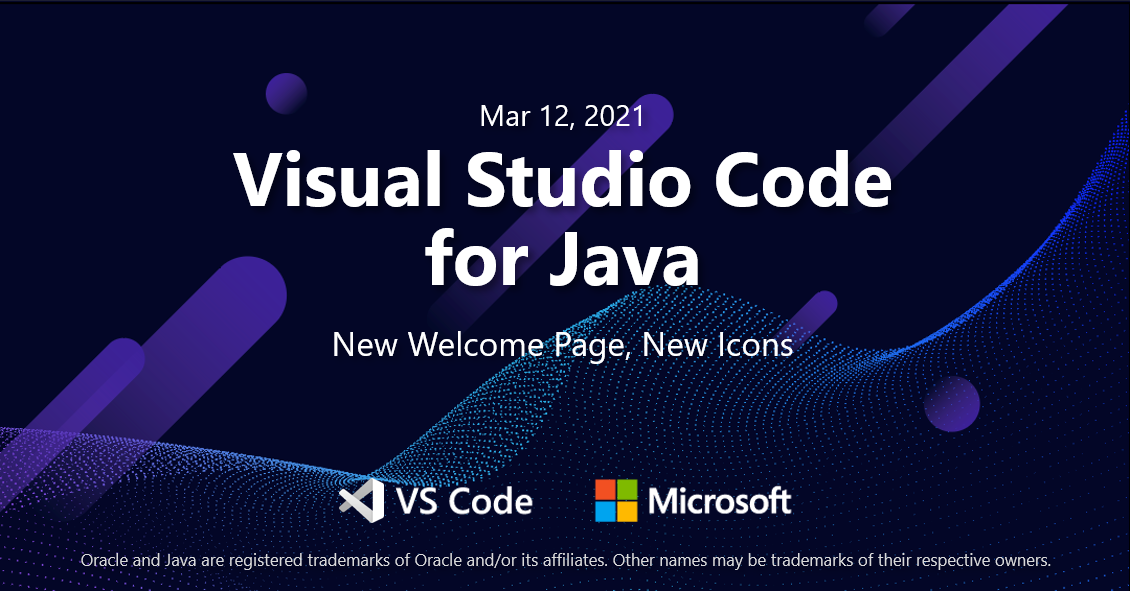 Mar 12, 2021
Visual Studio Code
for Java
New Welcome Page, New Icons
VS Code
Microsoft
Oracle and Java are registered trademarks of Oracle and/or its affiliates. Other names may be trademarks of their respective owners.